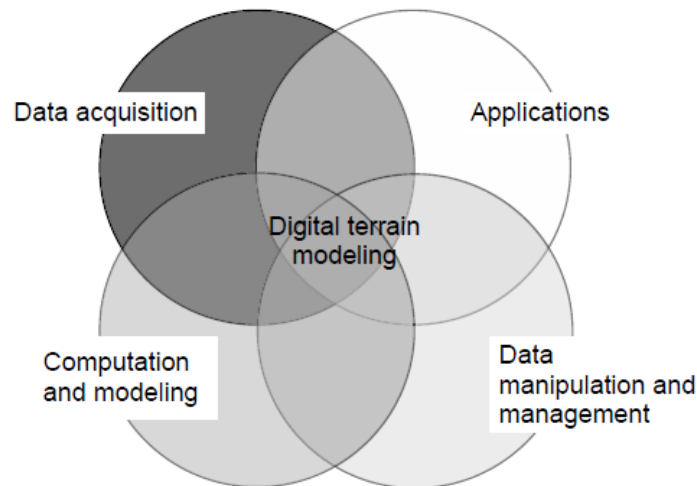 Data acquisition
Applications
Digital terrain
modeling
Computation
and modeling
Data
manipulation and
management